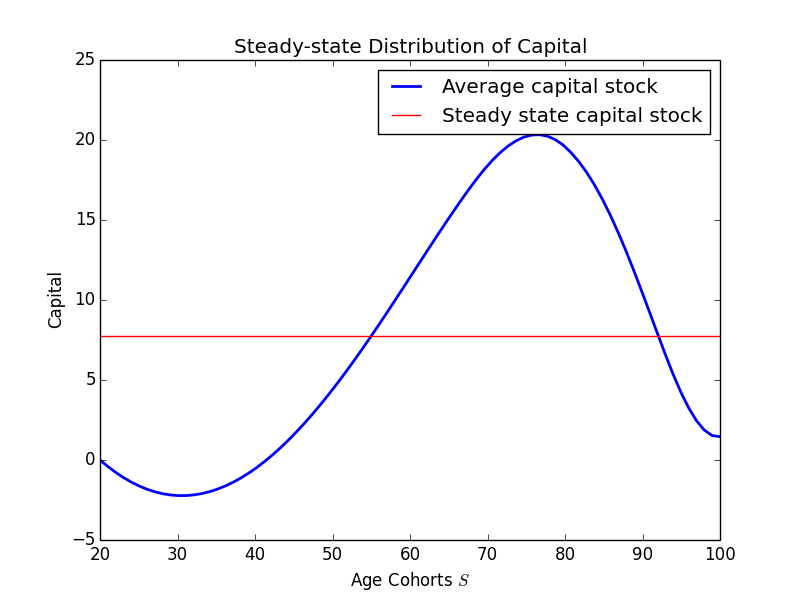 Steady-state Distribution of Capital
25
Average capital stock
Steady state capital stock
20
15
Capital
10
5
0
−5
20 30 40 50 60 70 80 90 100
Age Cohorts S